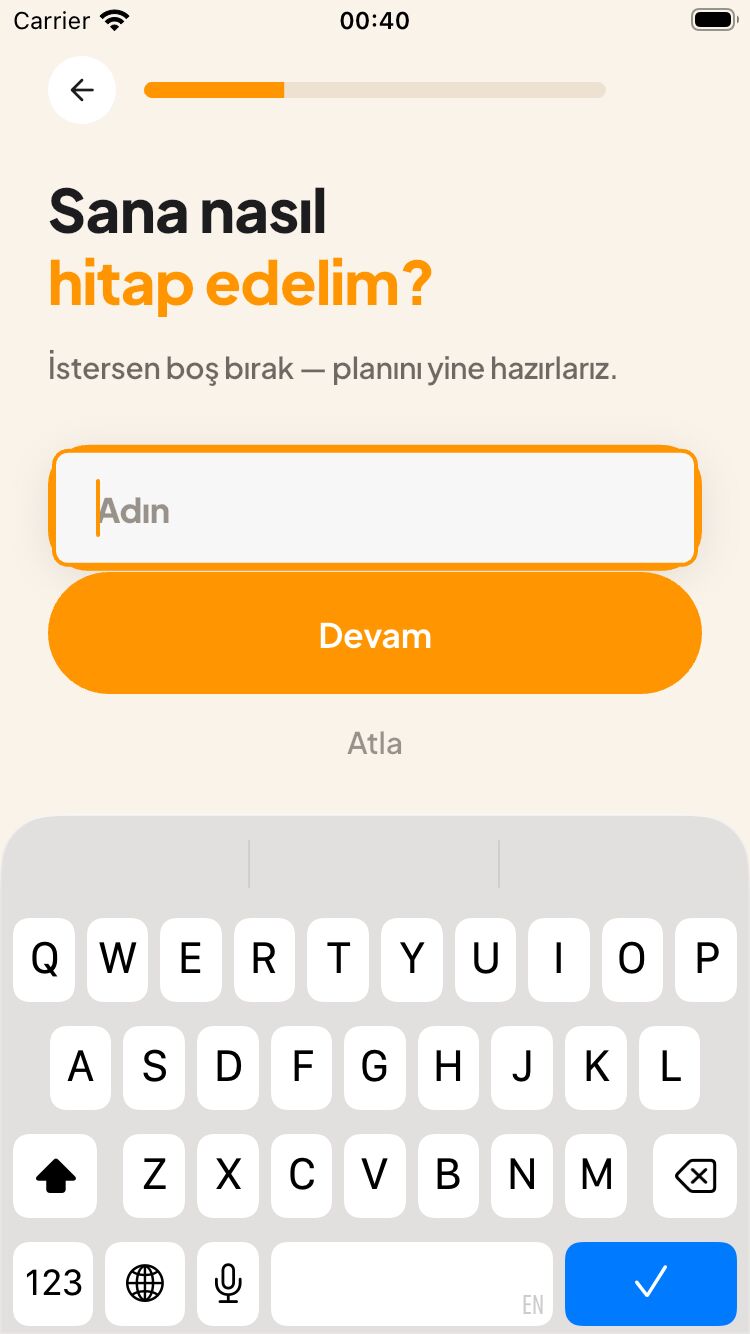 Carrier 00:40
Sana nasıl
hitap edelim?
İstersen boş bırak — planını yine hazırlarız.
Adın
Devam
Atla
Q W E R T Y U I O P
A S D F G H J K L
Z X C V B N M
123 EN